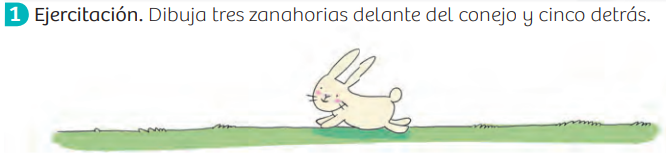 1 Ejercitación. Dibuja tres zanahorias delante del conejo y cinco detrás.